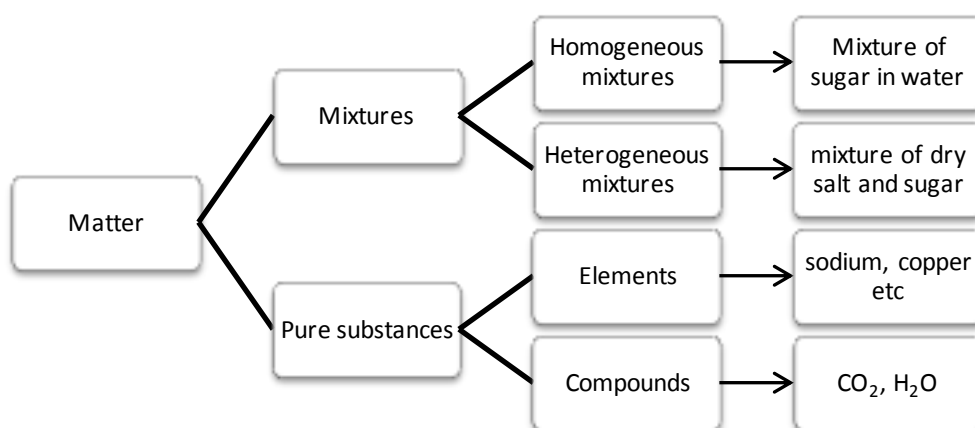 Matter
Mixtures
Pure substances
Homogeneous
mixtures
Heterogeneous
mixtures
Elements
Compounds
Mixture of
sugar in water
mixture of dry
salt and sugar
sodium, copper
etc
CO₂, H₂O